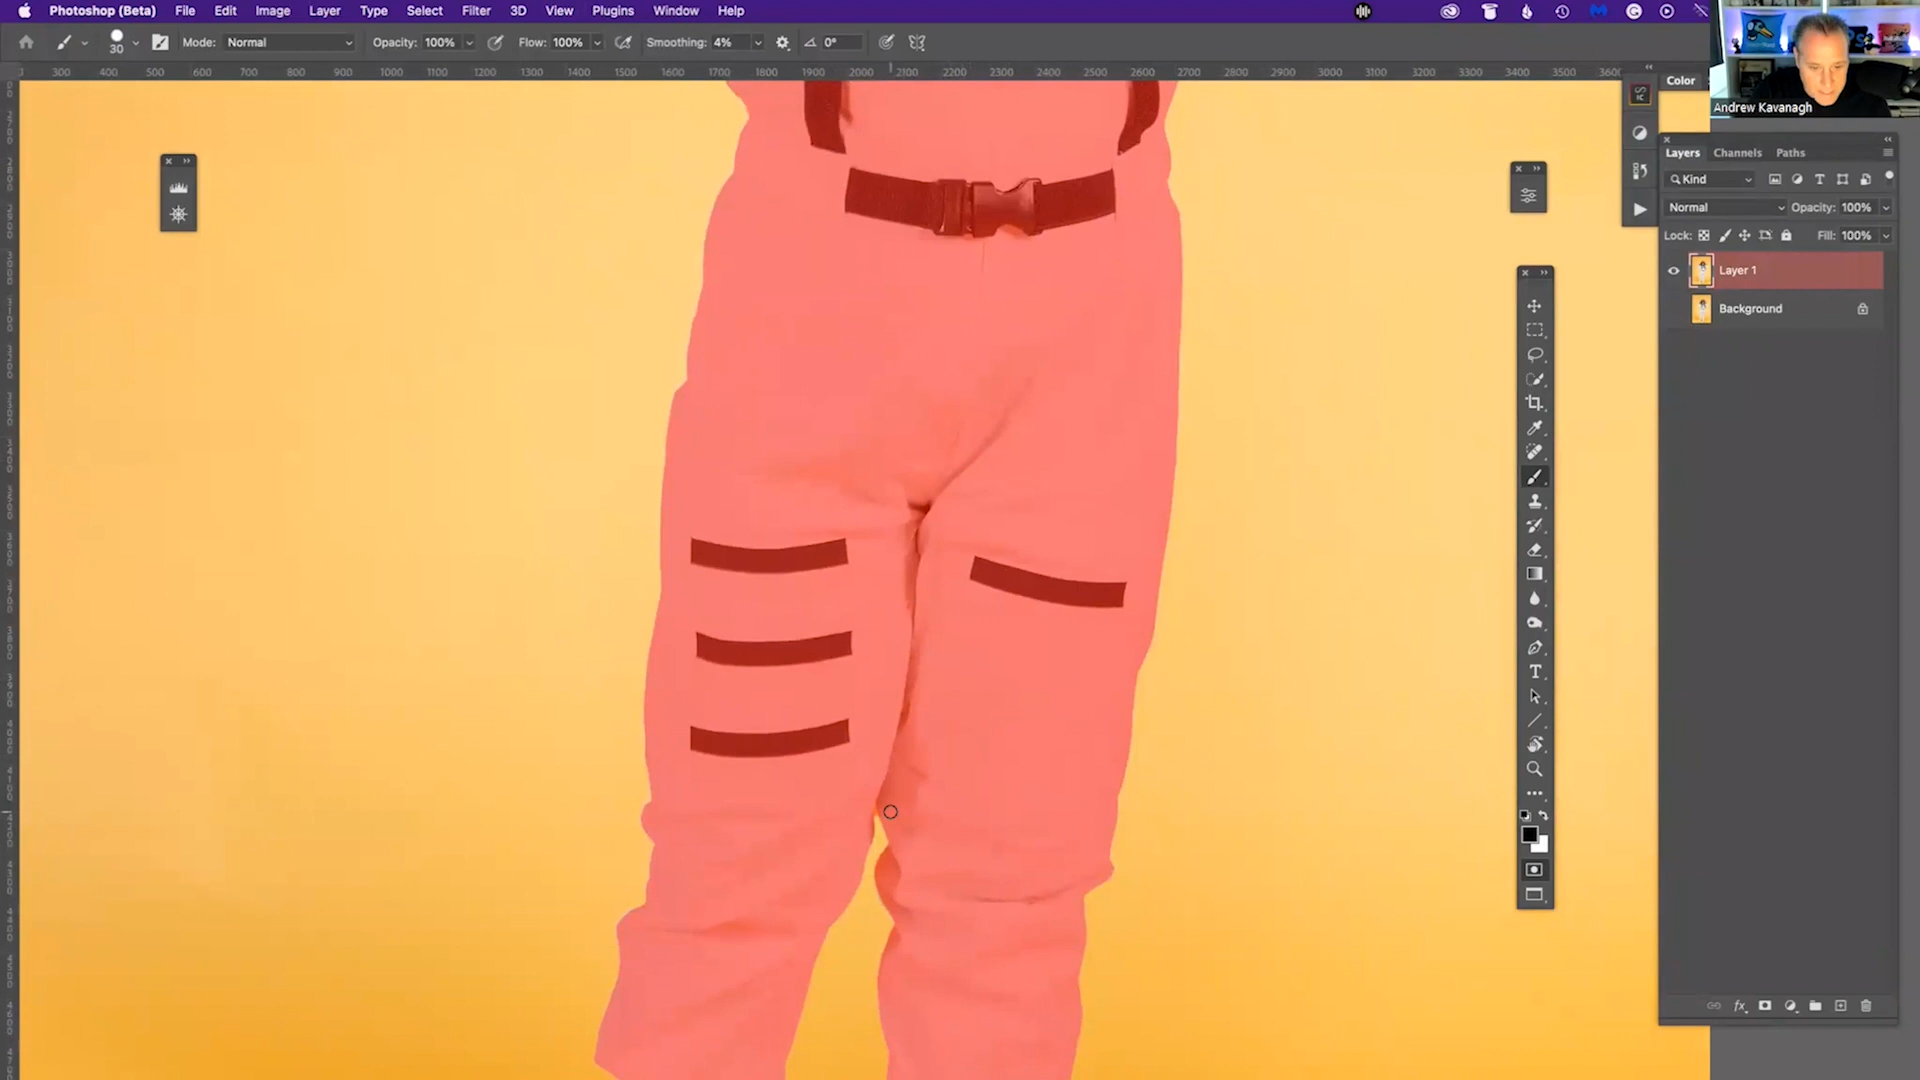 Photoshop (Beta) File Edit Image Layer Type Select Filter 3D View Plugins Window Help
30 Mode: Normal Opacity: 100% Flow: 100% Smoothing: 4% 0°
300 400 500 600 700 800 900 1000 1100 1200 1300 1400 1500 1600 1700 1800 1900 2000 2100 2200 2300 2400 2500 2600 2700 2800 2900 3000 3100 3200 3300 3400 3500
Color
Andrew Kavanagh
Layers Channels Paths
Kind
Normal Opacity: 100%
Lock: Fill: 100%
Layer 1
Background